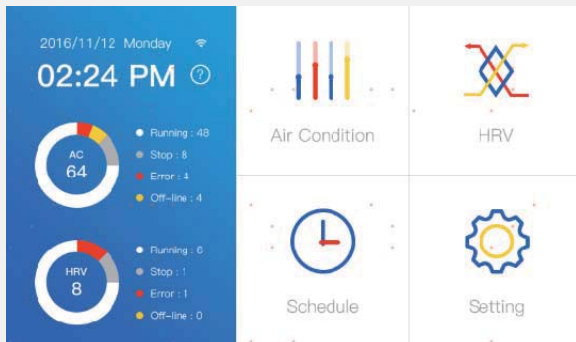 2016/11/12 Monday
02:24 PM ?
AC
64
Running : 48
Stop : 8
Error : 4
Off-line : 4
HRV
8
Running : 6
Stop : 1
Error : 1
Off-line : 0
Air Condition
HRV
Schedule
Setting